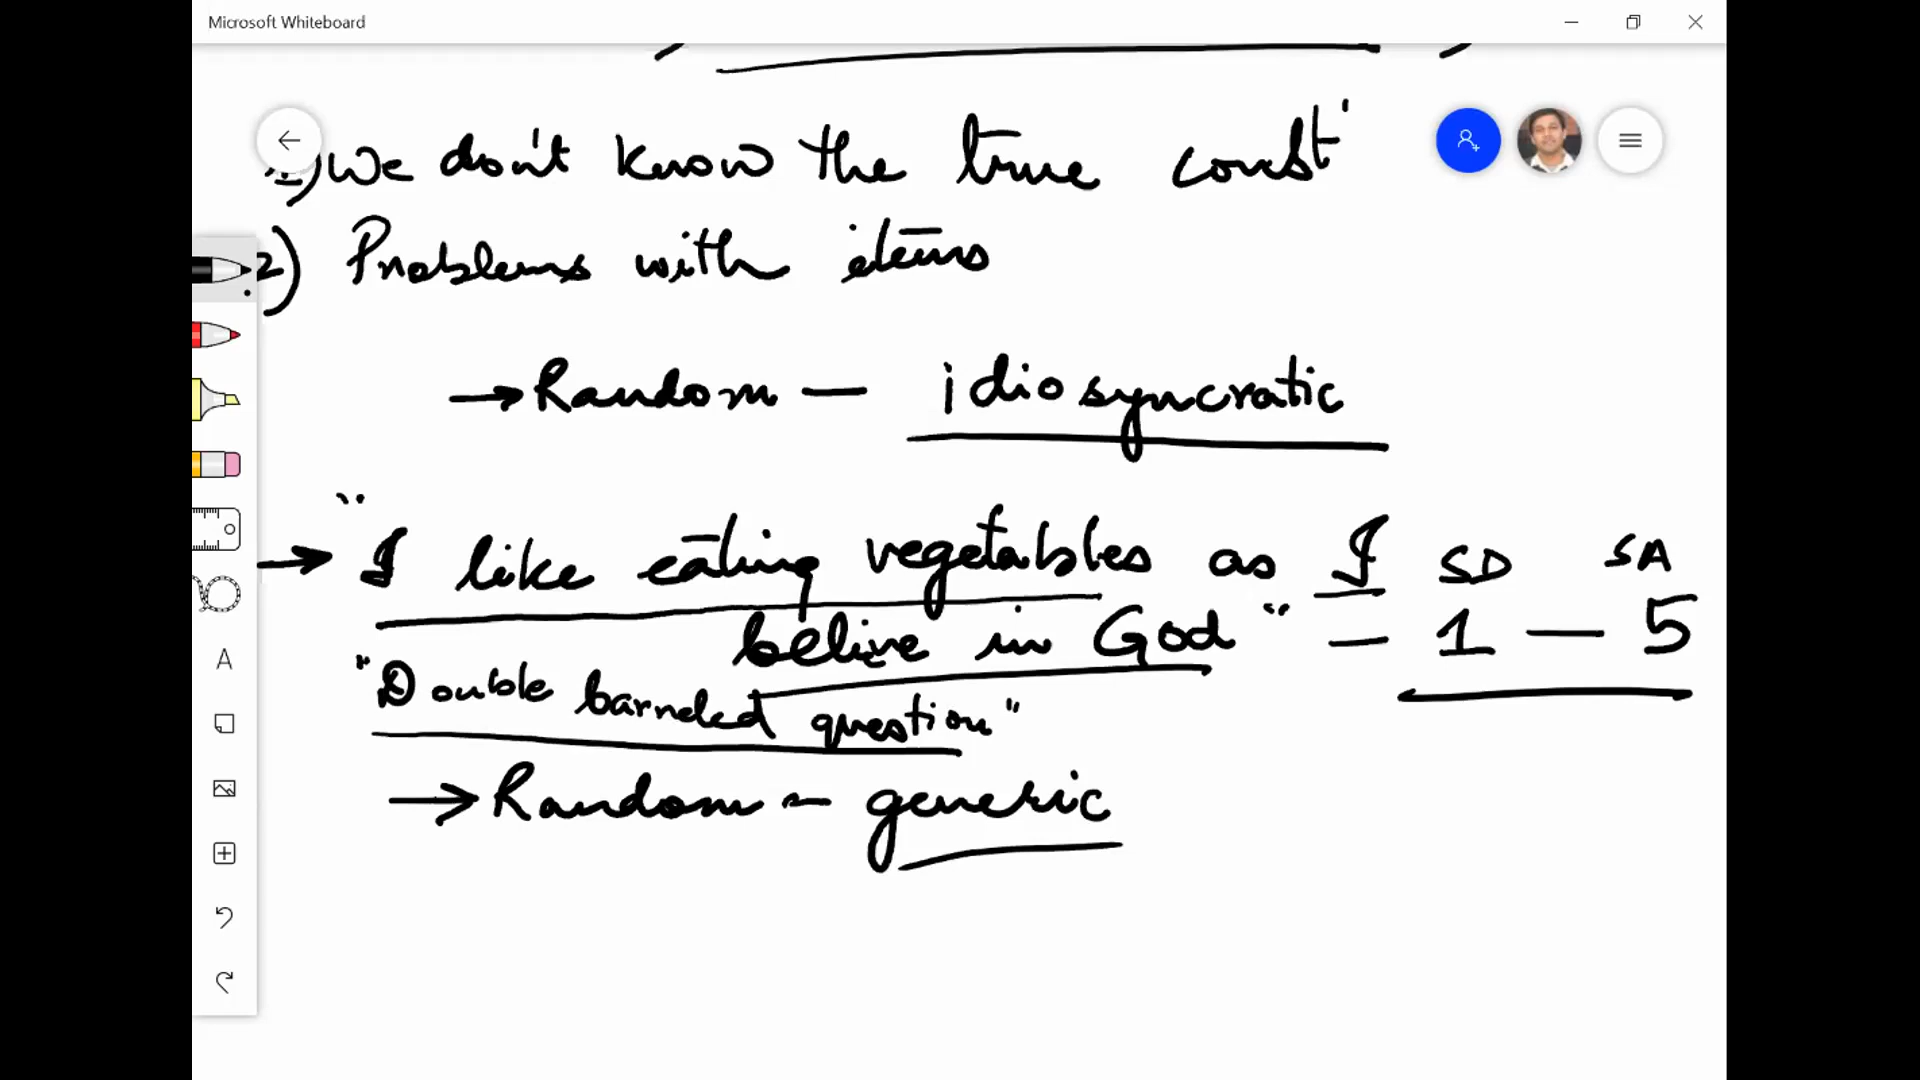 Microsoft Whiteboard
1) we don't know the true const'
2) Problems with items
→ Random — idiosyncratic
→ "I like eating vegetables as I
belive in God" — 1 — 5
SD SA
"Double barreled question"
→ Random — generic
A